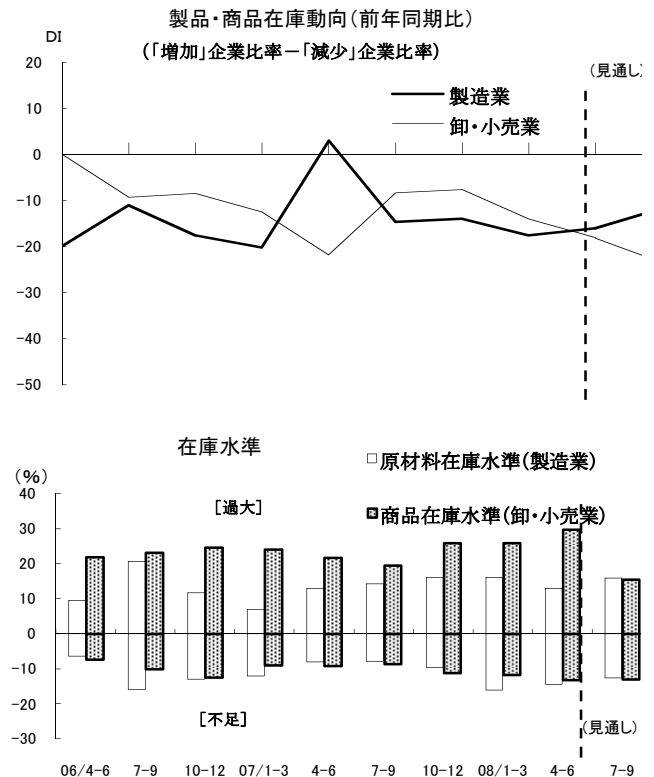 製品・商品在庫動向（前年同期比）
DI
（「増加」企業比率－「減少」企業比率）
（見通し）
20
10
0
-10
-20
-30
-40
-50
製造業
卸・小売業
在庫水準
（％）
原材料在庫水準（製造業）
商品在庫水準（卸・小売業）
［過大］
40
30
20
10
0
-10
-20
-30
［不足］
（見通し）
06/4-6 7-9 10-12 07/1-3 4-6 7-9 10-12 08/1-3 4-6 7-9